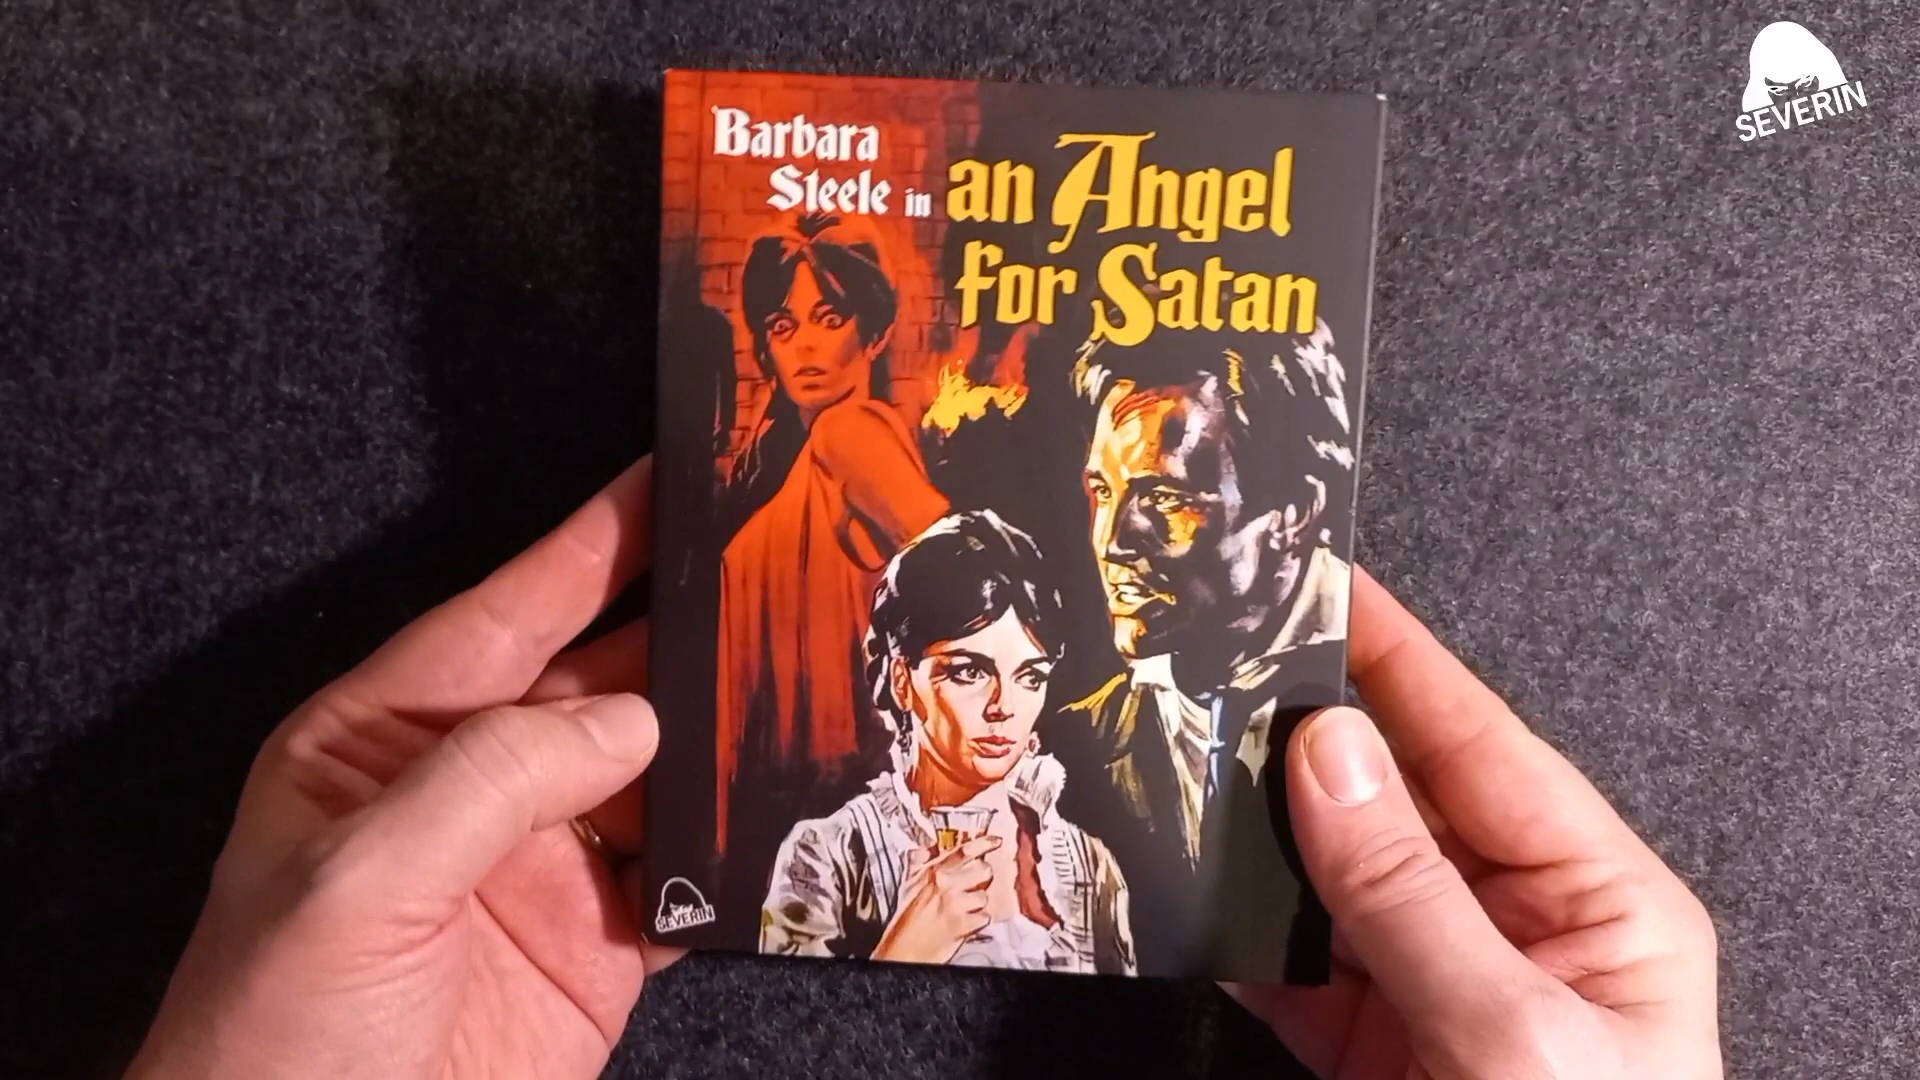 SEVERIN
Barbara
Steele in
an Angel
for Satan
SEVERIN